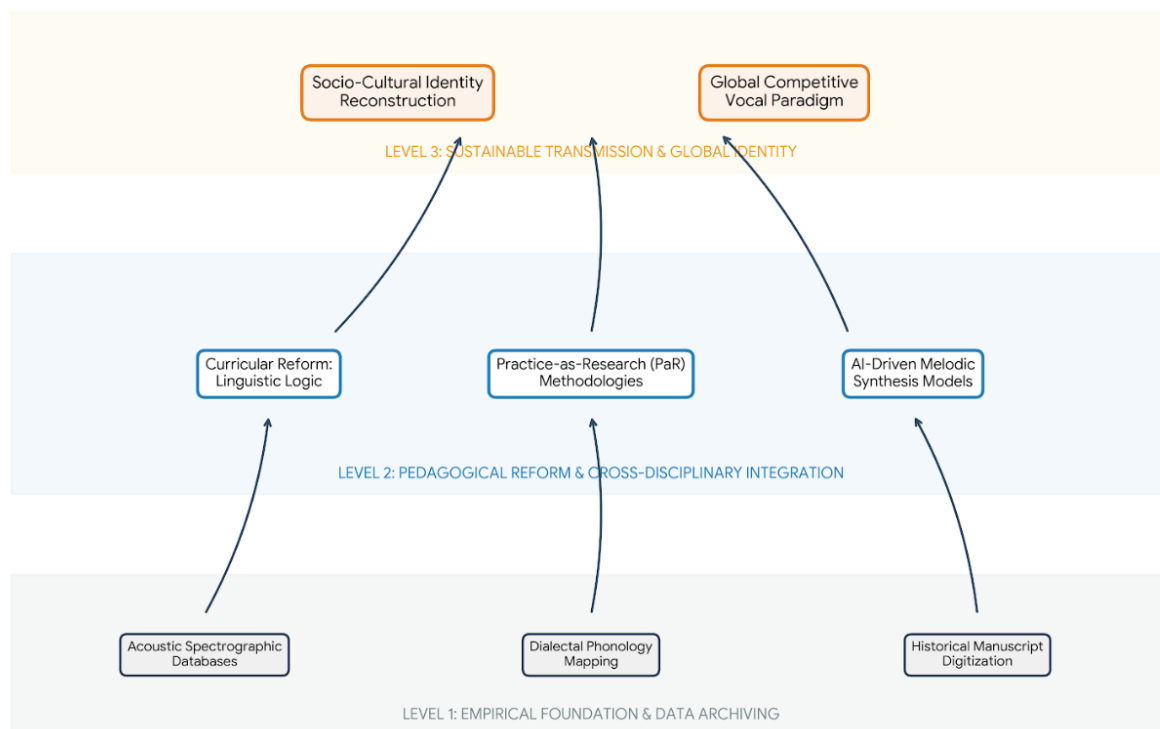 Socio-Cultural Identity
Reconstruction
Global Competitive
Vocal Paradigm
LEVEL 3: SUSTAINABLE TRANSMISSION & GLOBAL IDENTITY
Curricular Reform:
Linguistic Logic
Practice-as-Research (PaR)
Methodologies
AI-Driven Melodic
Synthesis Models
LEVEL 2: PEDAGOGICAL REFORM & CROSS-DISCIPLINARY INTEGRATION
Acoustic Spectrographic
Databases
Dialectal Phonology
Mapping
Historical Manuscript
Digitization
LEVEL 1: EMPIRICAL FOUNDATION & DATA ARCHIVING